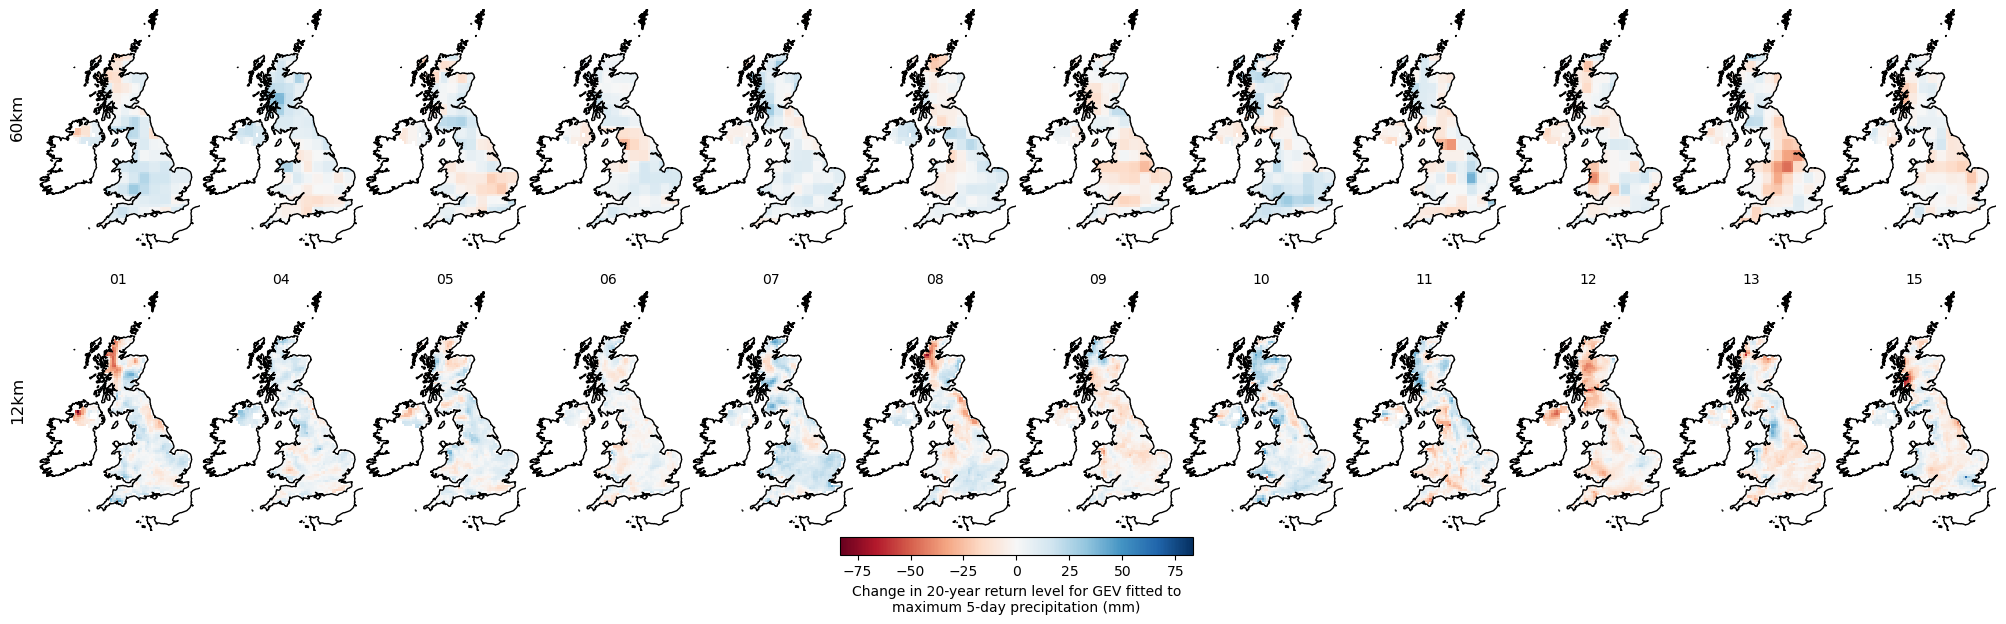 60km
01 04 05 06 07 08 09 10 11 12 13 15
12km
−75 −50 −25 0 25 50 75
Change in 20-year return level for GEV fitted to
maximum 5-day precipitation (mm)